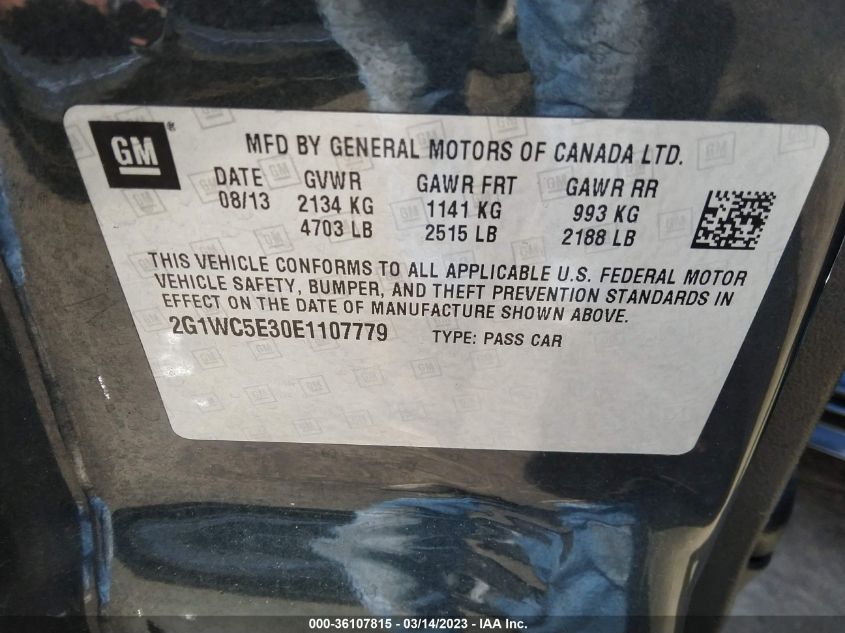 GM ®
MFD BY GENERAL MOTORS OF CANADA LTD.
DATE GVWR GAWR FRT GAWR RR
08/13 2134 KG 1141 KG 993 KG
4703 LB 2515 LB 2188 LB
THIS VEHICLE CONFORMS TO ALL APPLICABLE U.S. FEDERAL MOTOR
VEHICLE SAFETY, BUMPER, AND THEFT PREVENTION STANDARDS IN
EFFECT ON THE DATE OF MANUFACTURE SHOWN ABOVE.
2G1WC5E30E1107779 TYPE: PASS CAR
000-36107815 / 03/14/2023 - © IAA Inc.